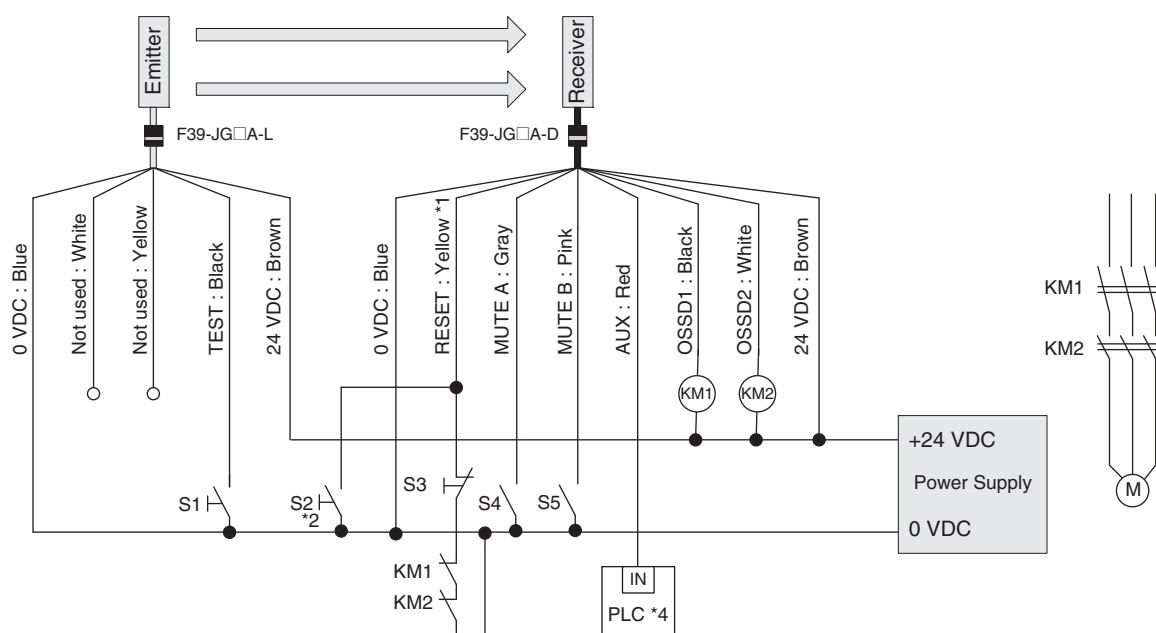 Emitter
Receiver
F39-JG□A-L
F39-JG□A-D
0 VDC : Blue
Not used : White
Not used : Yellow
TEST : Black
24 VDC : Brown
0 VDC : Blue
RESET : Yellow *1
MUTE A : Gray
MUTE B : Pink
AUX : Red
OSSD1 : Black
OSSD2 : White
24 VDC : Brown
KM1
KM2
KM1
KM2
+24 VDC
Power Supply
0 VDC
M
S1
S2
*2
S3
S4
S5
KM1
KM2
IN
PLC *4